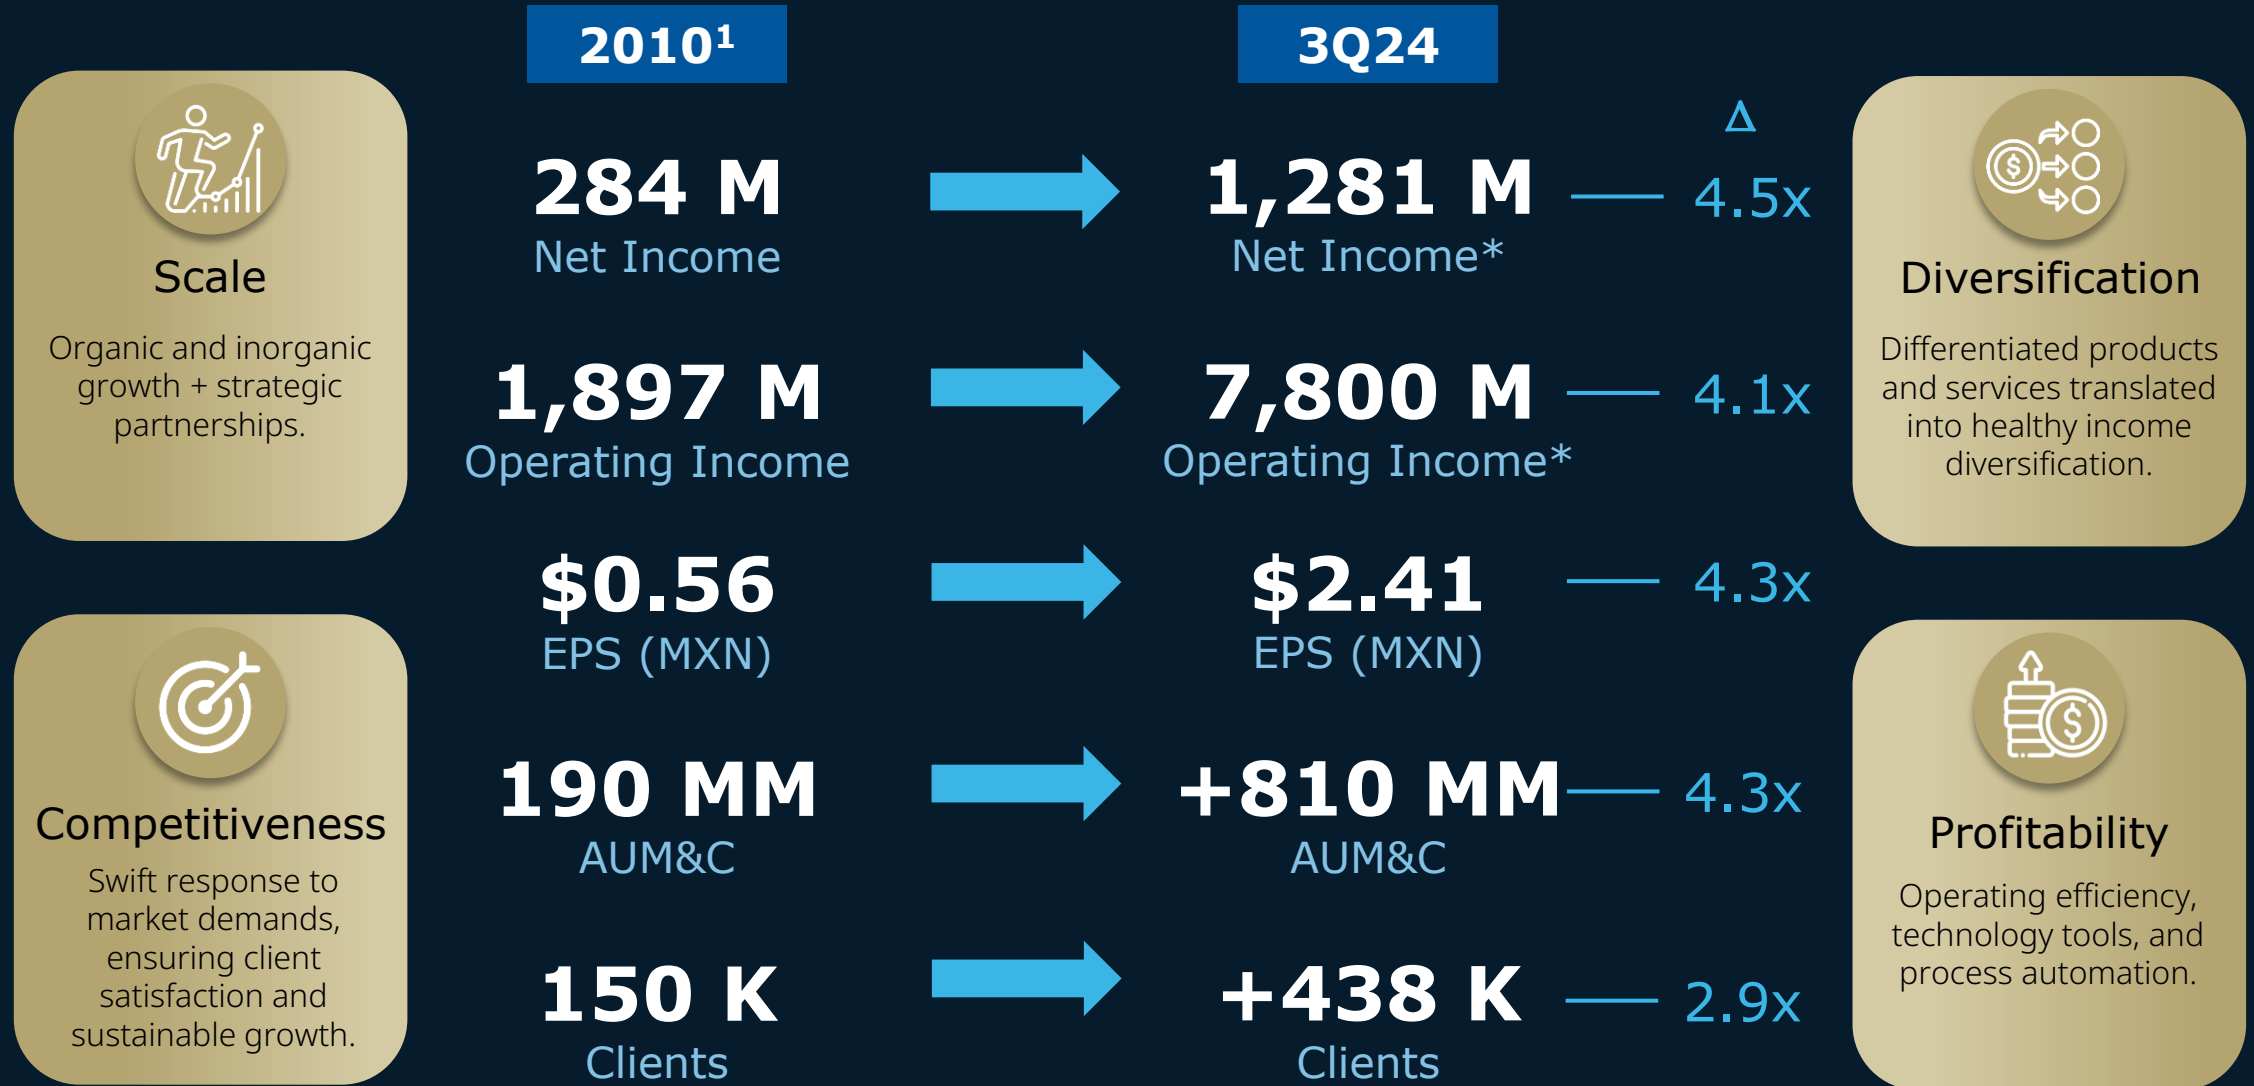 2010¹
3Q24
Δ
Scale
Organic and inorganic
growth + strategic
partnerships.
Competitiveness
Swift response to
market demands,
ensuring client
satisfaction and
sustainable growth.
284 M
Net Income
1,281 M
Net Income*
4.5x
1,897 M
Operating Income
7,800 M
Operating Income*
4.1x
$0.56
EPS (MXN)
$2.41
EPS (MXN)
4.3x
190 MM
AUM&C
+810 MM
AUM&C
4.3x
150 K
Clients
+438 K
Clients
2.9x
Diversification
Differentiated products
and services translated
into healthy income
diversification.
Profitability
Operating efficiency,
technology tools, and
process automation.